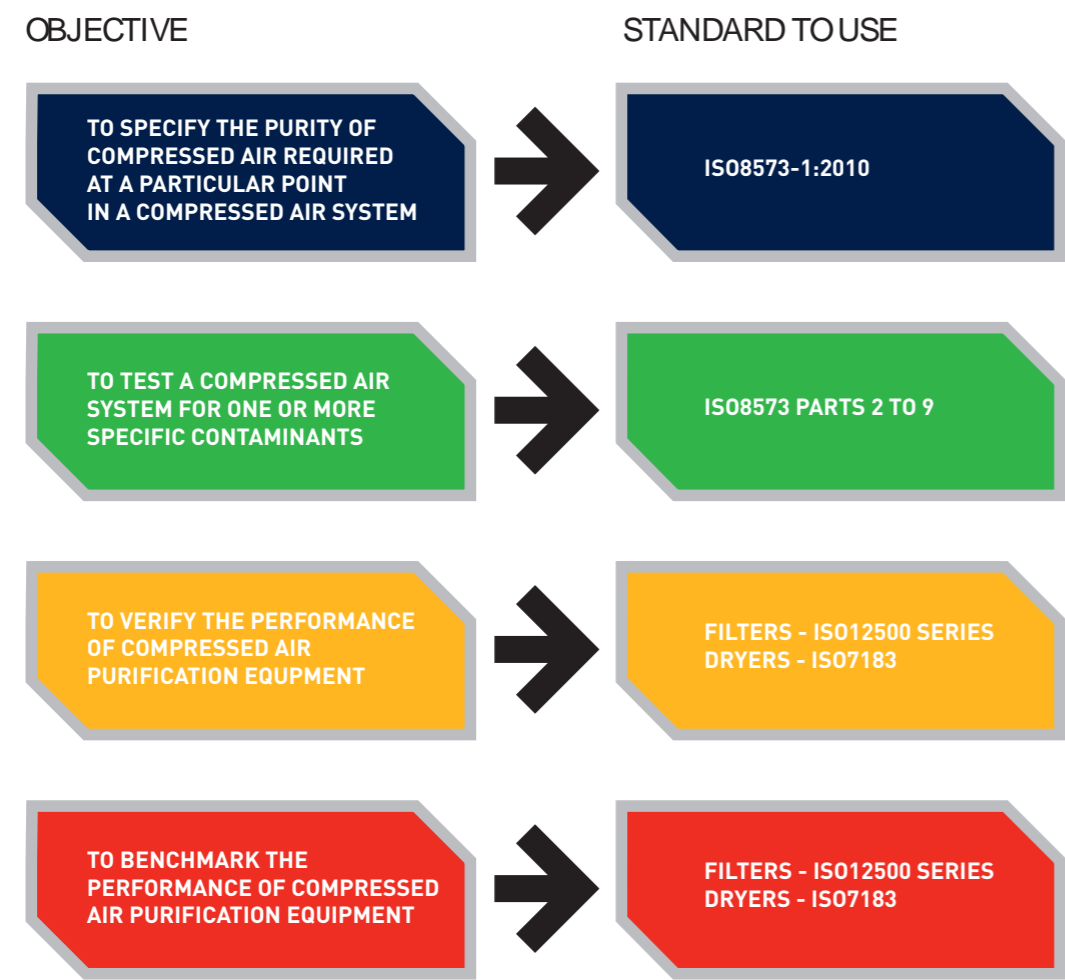 OBJECTIVE
STANDARD TO USE
TO SPECIFY THE PURITY OF
COMPRESSED AIR REQUIRED
AT A PARTICULAR POINT
IN A COMPRESSED AIR SYSTEM
ISO8573-1:2010
TO TEST A COMPRESSED AIR
SYSTEM FOR ONE OR MORE
SPECIFIC CONTAMINANTS
ISO8573 PARTS 2 TO 9
TO VERIFY THE PERFORMANCE
OF COMPRESSED AIR
PURIFICATION EQUPMENT
FILTERS - ISO12500 SERIES
DRYERS - ISO7183
TO BENCHMARK THE
PERFORMANCE OF COMPRESSED
AIR PURIFICATION EQUIPMENT
FILTERS - ISO12500 SERIES
DRYERS - ISO7183